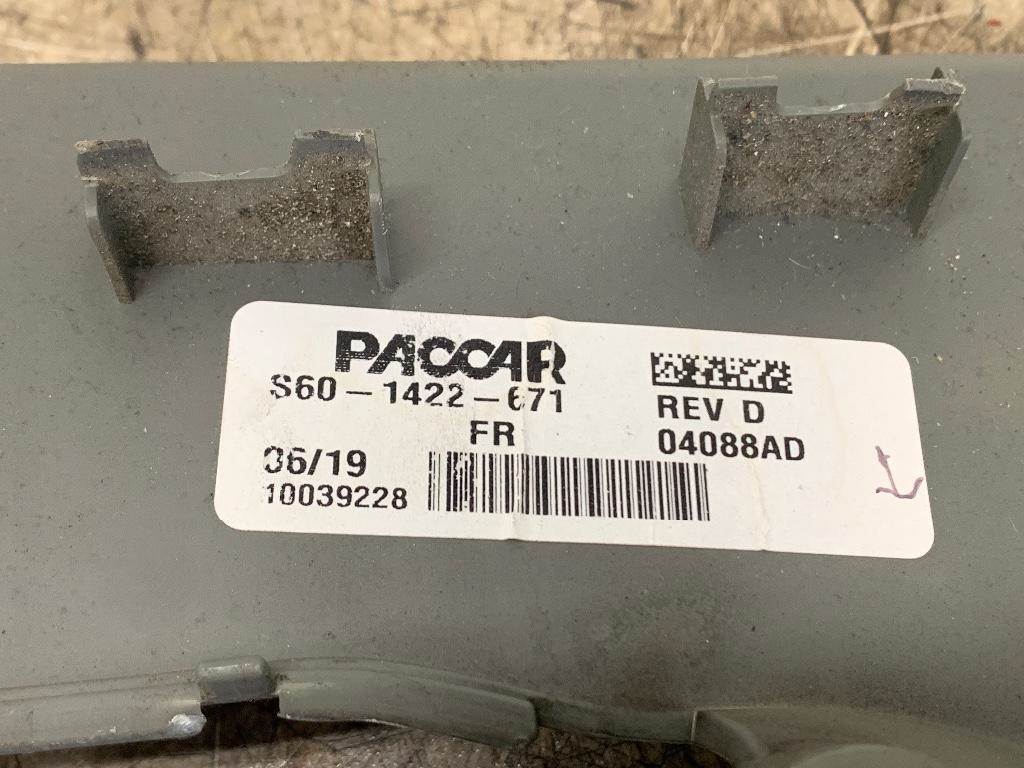 PACCAR
S60-1422-671
FR
REV D
04088AD
06/19
10039228